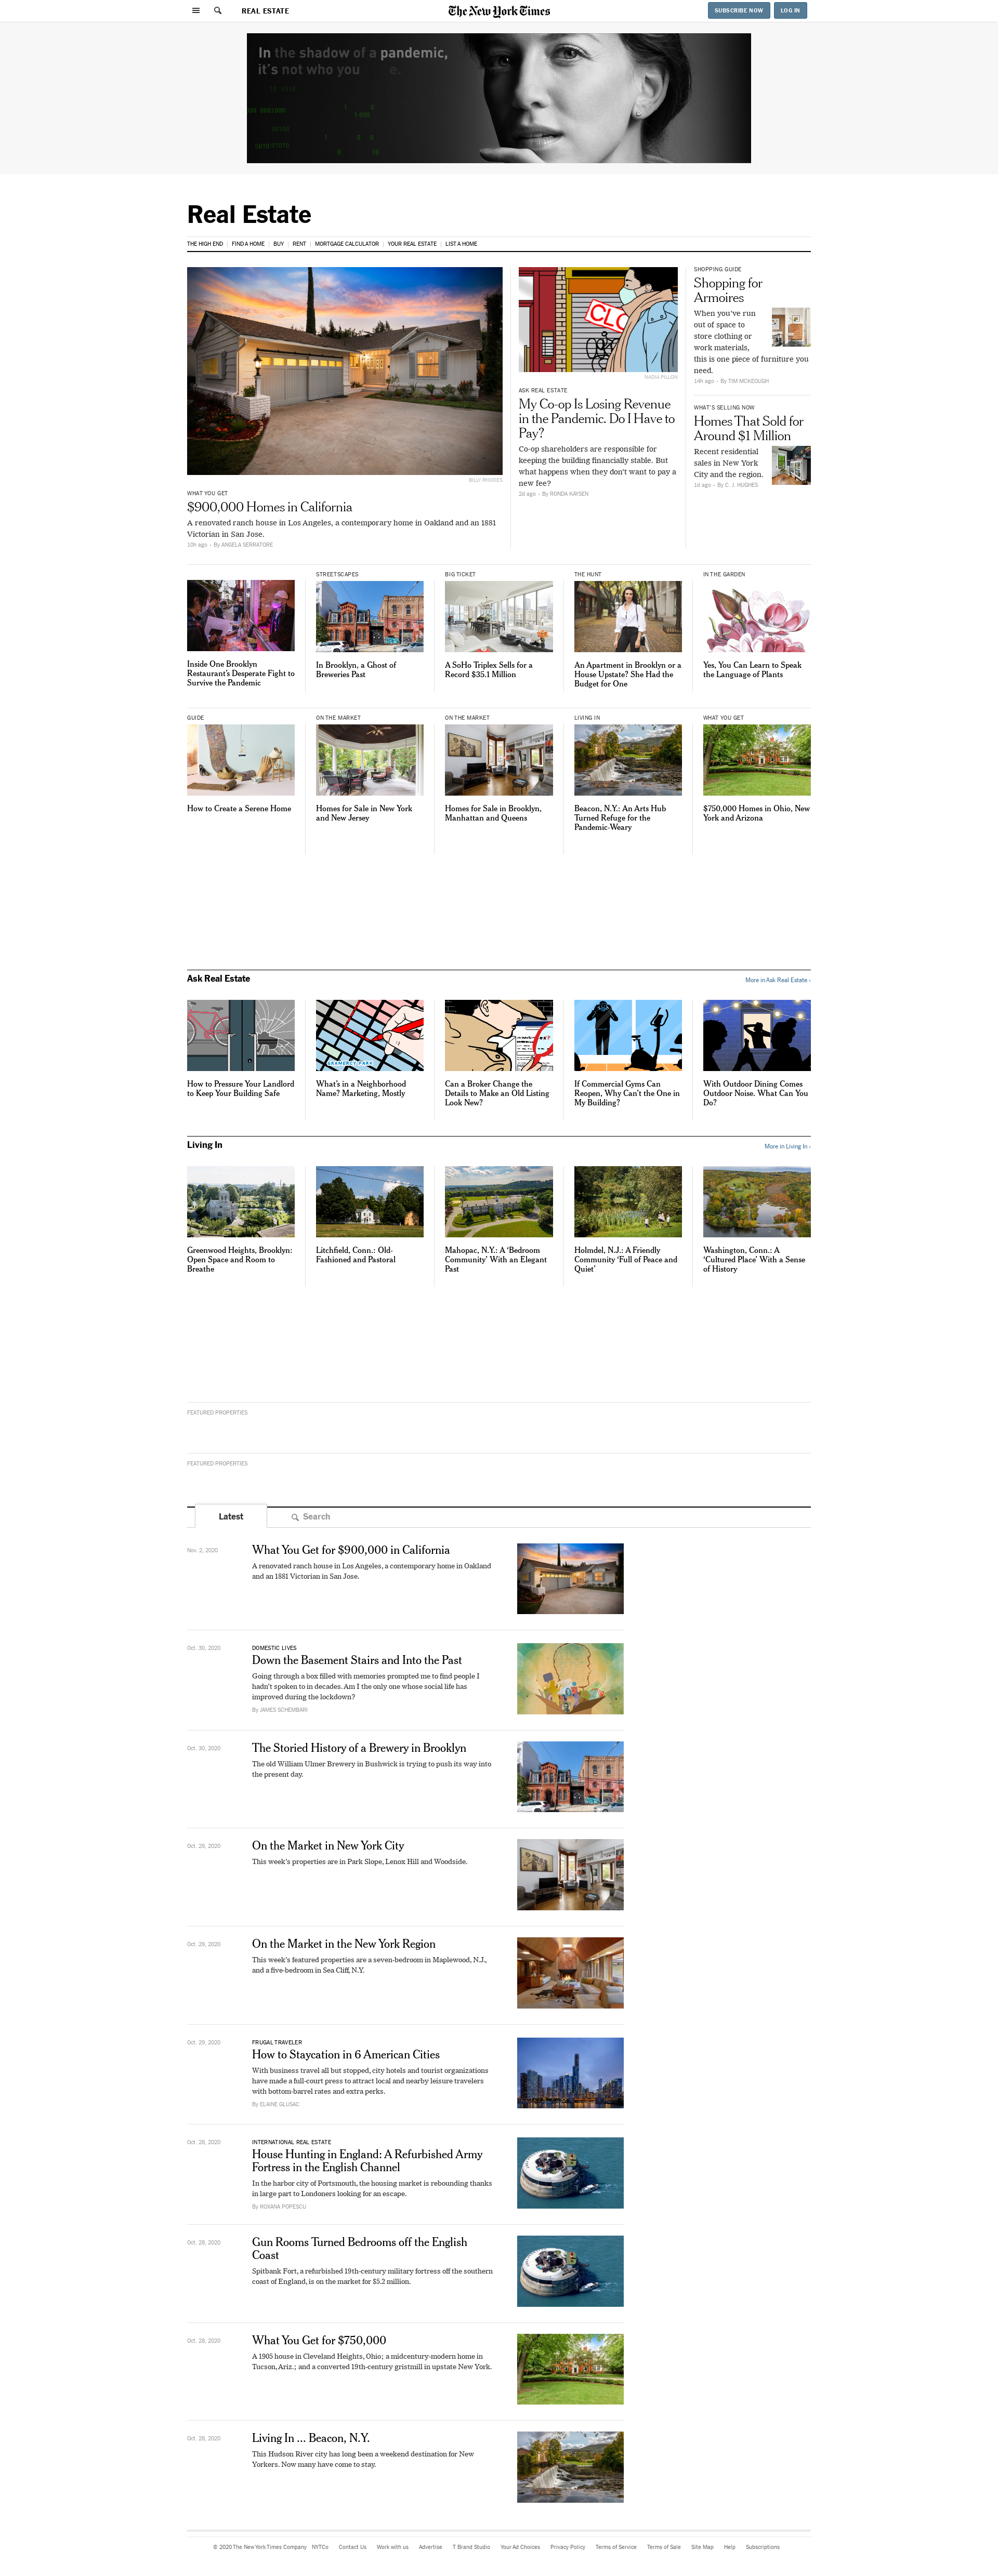 REAL ESTATE
The New York Times
SUBSCRIBE NOW
LOG IN
In the shadow of a pandemic,
it's not who you e.
Real Estate
THE HIGH END
FIND A HOME
BUY
RENT
MORTGAGE CALCULATOR
YOUR REAL ESTATE
LIST A HOME
BILLY RHODES
WHAT YOU GET
$900,000 Homes in California
A renovated ranch house in Los Angeles, a contemporary home in Oakland and an 1881
Victorian in San Jose.
10h ago - By ANGELA SERRATORE
CLO
NADIA PILLON
ASK REAL ESTATE
My Co-op Is Losing Revenue
in the Pandemic. Do I Have to
Pay?
Co-op shareholders are responsible for
keeping the building financially stable. But
what happens when they don't want to pay a
new fee?
2d ago - By RONDA KAYSEN
SHOPPING GUIDE
Shopping for
Armoires
When you've run
out of space to
store clothing or
work materials,
this is one piece of furniture you
need.
14h ago - By TIM MCKEOUGH
WHAT'S SELLING NOW
Homes That Sold for
Around $1 Million
Recent residential
sales in New York
City and the region.
1d ago - By C. J. HUGHES
Inside One Brooklyn
Restaurant's Desperate Fight to
Survive the Pandemic
STREETSCAPES
In Brooklyn, a Ghost of
Breweries Past
BIG TICKET
A SoHo Triplex Sells for a
Record $35.1 Million
THE HUNT
An Apartment in Brooklyn or a
House Upstate? She Had the
Budget for One
IN THE GARDEN
Yes, You Can Learn to Speak
the Language of Plants
GUIDE
How to Create a Serene Home
ON THE MARKET
Homes for Sale in New York
and New Jersey
ON THE MARKET
Homes for Sale in Brooklyn,
Manhattan and Queens
LIVING IN
Beacon, N.Y.: An Arts Hub
Turned Refuge for the
Pandemic-Weary
WHAT YOU GET
$750,000 Homes in Ohio, New
York and Arizona
Ask Real Estate
More in Ask Real Estate ›
How to Pressure Your Landlord
to Keep Your Building Safe
GRAMERCY PARK
What's in a Neighborhood
Name? Marketing, Mostly
Can a Broker Change the
Details to Make an Old Listing
Look New?
If Commercial Gyms Can
Reopen, Why Can't the One in
My Building?
With Outdoor Dining Comes
Outdoor Noise. What Can You
Do?
Living In
More in Living In ›
Greenwood Heights, Brooklyn:
Open Space and Room to
Breathe
Litchfield, Conn.: Old-
Fashioned and Pastoral
Mahopac, N.Y.: A 'Bedroom
Community' With an Elegant
Past
Holmdel, N.J.: A Friendly
Community 'Full of Peace and
Quiet'
Washington, Conn.: A
'Cultured Place' With a Sense
of History
FEATURED PROPERTIES
FEATURED PROPERTIES
Latest
Search
Nov. 2, 2020
What You Get for $900,000 in California
A renovated ranch house in Los Angeles, a contemporary home in Oakland
and an 1881 Victorian in San Jose.
Oct. 30, 2020
DOMESTIC LIVES
Down the Basement Stairs and Into the Past
Going through a box filled with memories prompted me to find people I
hadn't spoken to in decades. Am I the only one whose social life has
improved during the lockdown?
By JAMES SCHEMBARI
Oct. 30, 2020
The Storied History of a Brewery in Brooklyn
The old William Ulmer Brewery in Bushwick is trying to push its way into
the present day.
Oct. 29, 2020
On the Market in New York City
This week's properties are in Park Slope, Lenox Hill and Woodside.
Oct. 29, 2020
On the Market in the New York Region
This week's featured properties are a seven-bedroom in Maplewood, N.J.,
and a five-bedroom in Sea Cliff, N.Y.
Oct. 29, 2020
FRUGAL TRAVELER
How to Staycation in 6 American Cities
With business travel all but stopped, city hotels and tourist organizations
have made a full-court press to attract local and nearby leisure travelers
with bottom-barrel rates and extra perks.
By ELAINE GLUSAC
Oct. 28, 2020
INTERNATIONAL REAL ESTATE
House Hunting in England: A Refurbished Army
Fortress in the English Channel
In the harbor city of Portsmouth, the housing market is rebounding thanks
in large part to Londoners looking for an escape.
By ROXANA POPESCU
Oct. 28, 2020
Gun Rooms Turned Bedrooms off the English
Coast
Spitbank Fort, a refurbished 19th-century military fortress off the southern
coast of England, is on the market for $5.2 million.
Oct. 28, 2020
What You Get for $750,000
A 1905 house in Cleveland Heights, Ohio; a midcentury-modern home in
Tucson, Ariz.; and a converted 19th-century gristmill in upstate New York.
Oct. 28, 2020
Living In ... Beacon, N.Y.
This Hudson River city has long been a weekend destination for New
Yorkers. Now many have come to stay.
© 2020 The New York Times Company
NYTCo
Contact Us
Work with us
Advertise
T Brand Studio
Your Ad Choices
Privacy Policy
Terms of Service
Terms of Sale
Site Map
Help
Subscriptions